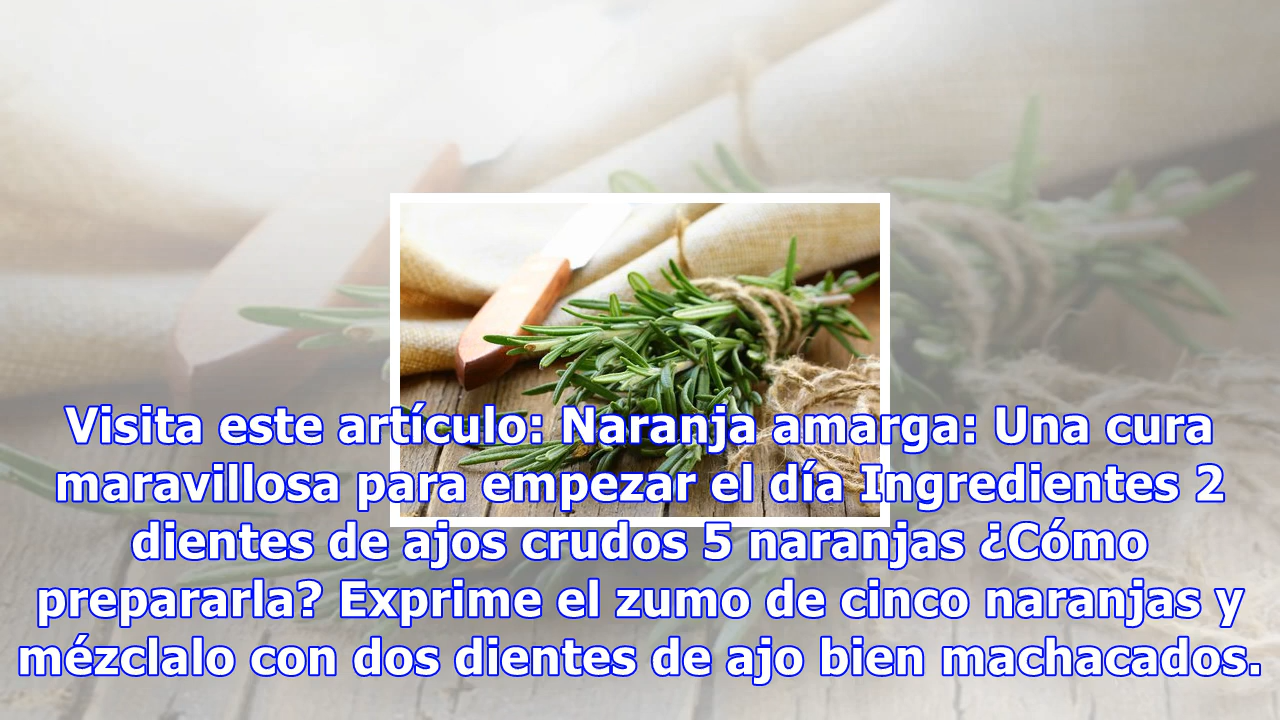 Visita este artículo: Naranja amarga: Una cura
maravillosa para empezar el día Ingredientes 2
dientes de ajos crudos 5 naranjas ¿Cómo
prepararla? Exprime el zumo de cinco naranjas y
mézclalo con dos dientes de ajo bien machacados.